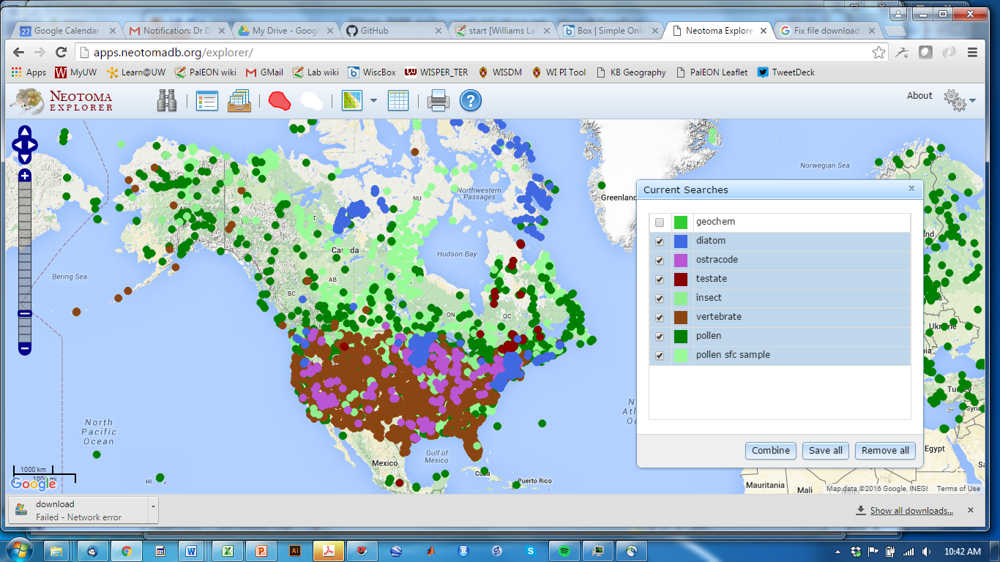 27 Google Calendar
Notification: Dr D
My Drive - Googl
GitHub
start [Williams La
Box | Simple Onli
Neotoma Explore
Fix file download
apps.neotomadb.org/explorer/
Apps MyUW Learn@UW PalEON wiki GMail Lab wiki WiscBox WISPER_TER WISDM WI PI Tool KB Geography PalEON Leaflet TweetDeck
NEOTOMA
EXPLORER
About
Norwegian Sea
Northwestern
Passages
Greenland
NU
Canada
Hudson Bay
Bering Sea
AB
BC
ON
QC
North
Pacific
Ocean
Gulf of
Mexico
Mexico
Cuba
Puerto Rico
HI
Ukraine
Turkey
Syria
Egypt
Mauritania
Mali
Current Searches
geochem
diatom
ostracode
testate
insect
vertebrate
pollen
pollen sfc sample
Combine Save all Remove all
1000 km
1000 mi
Google
Map data ©2016 Google, INEGI Terms of Use
download
Failed - Network error
Show all downloads...
10:42 AM